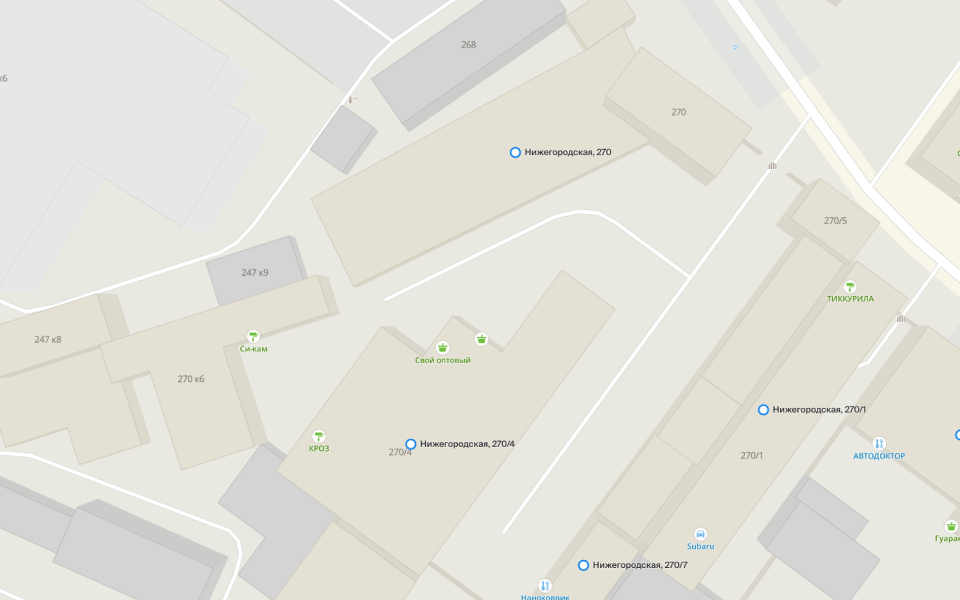 268
к6
270
Нижегородская, 270
270/5
247 к9
ТИККУРИЛА
247 к8
Си-кам
Свой оптовый
270 к6
Нижегородская, 270/1
КРОЗ
270/4
Нижегородская, 270/4
270/1
АВТОДОКТОР
Subaru
Нижегородская, 270/7
Наноковрик